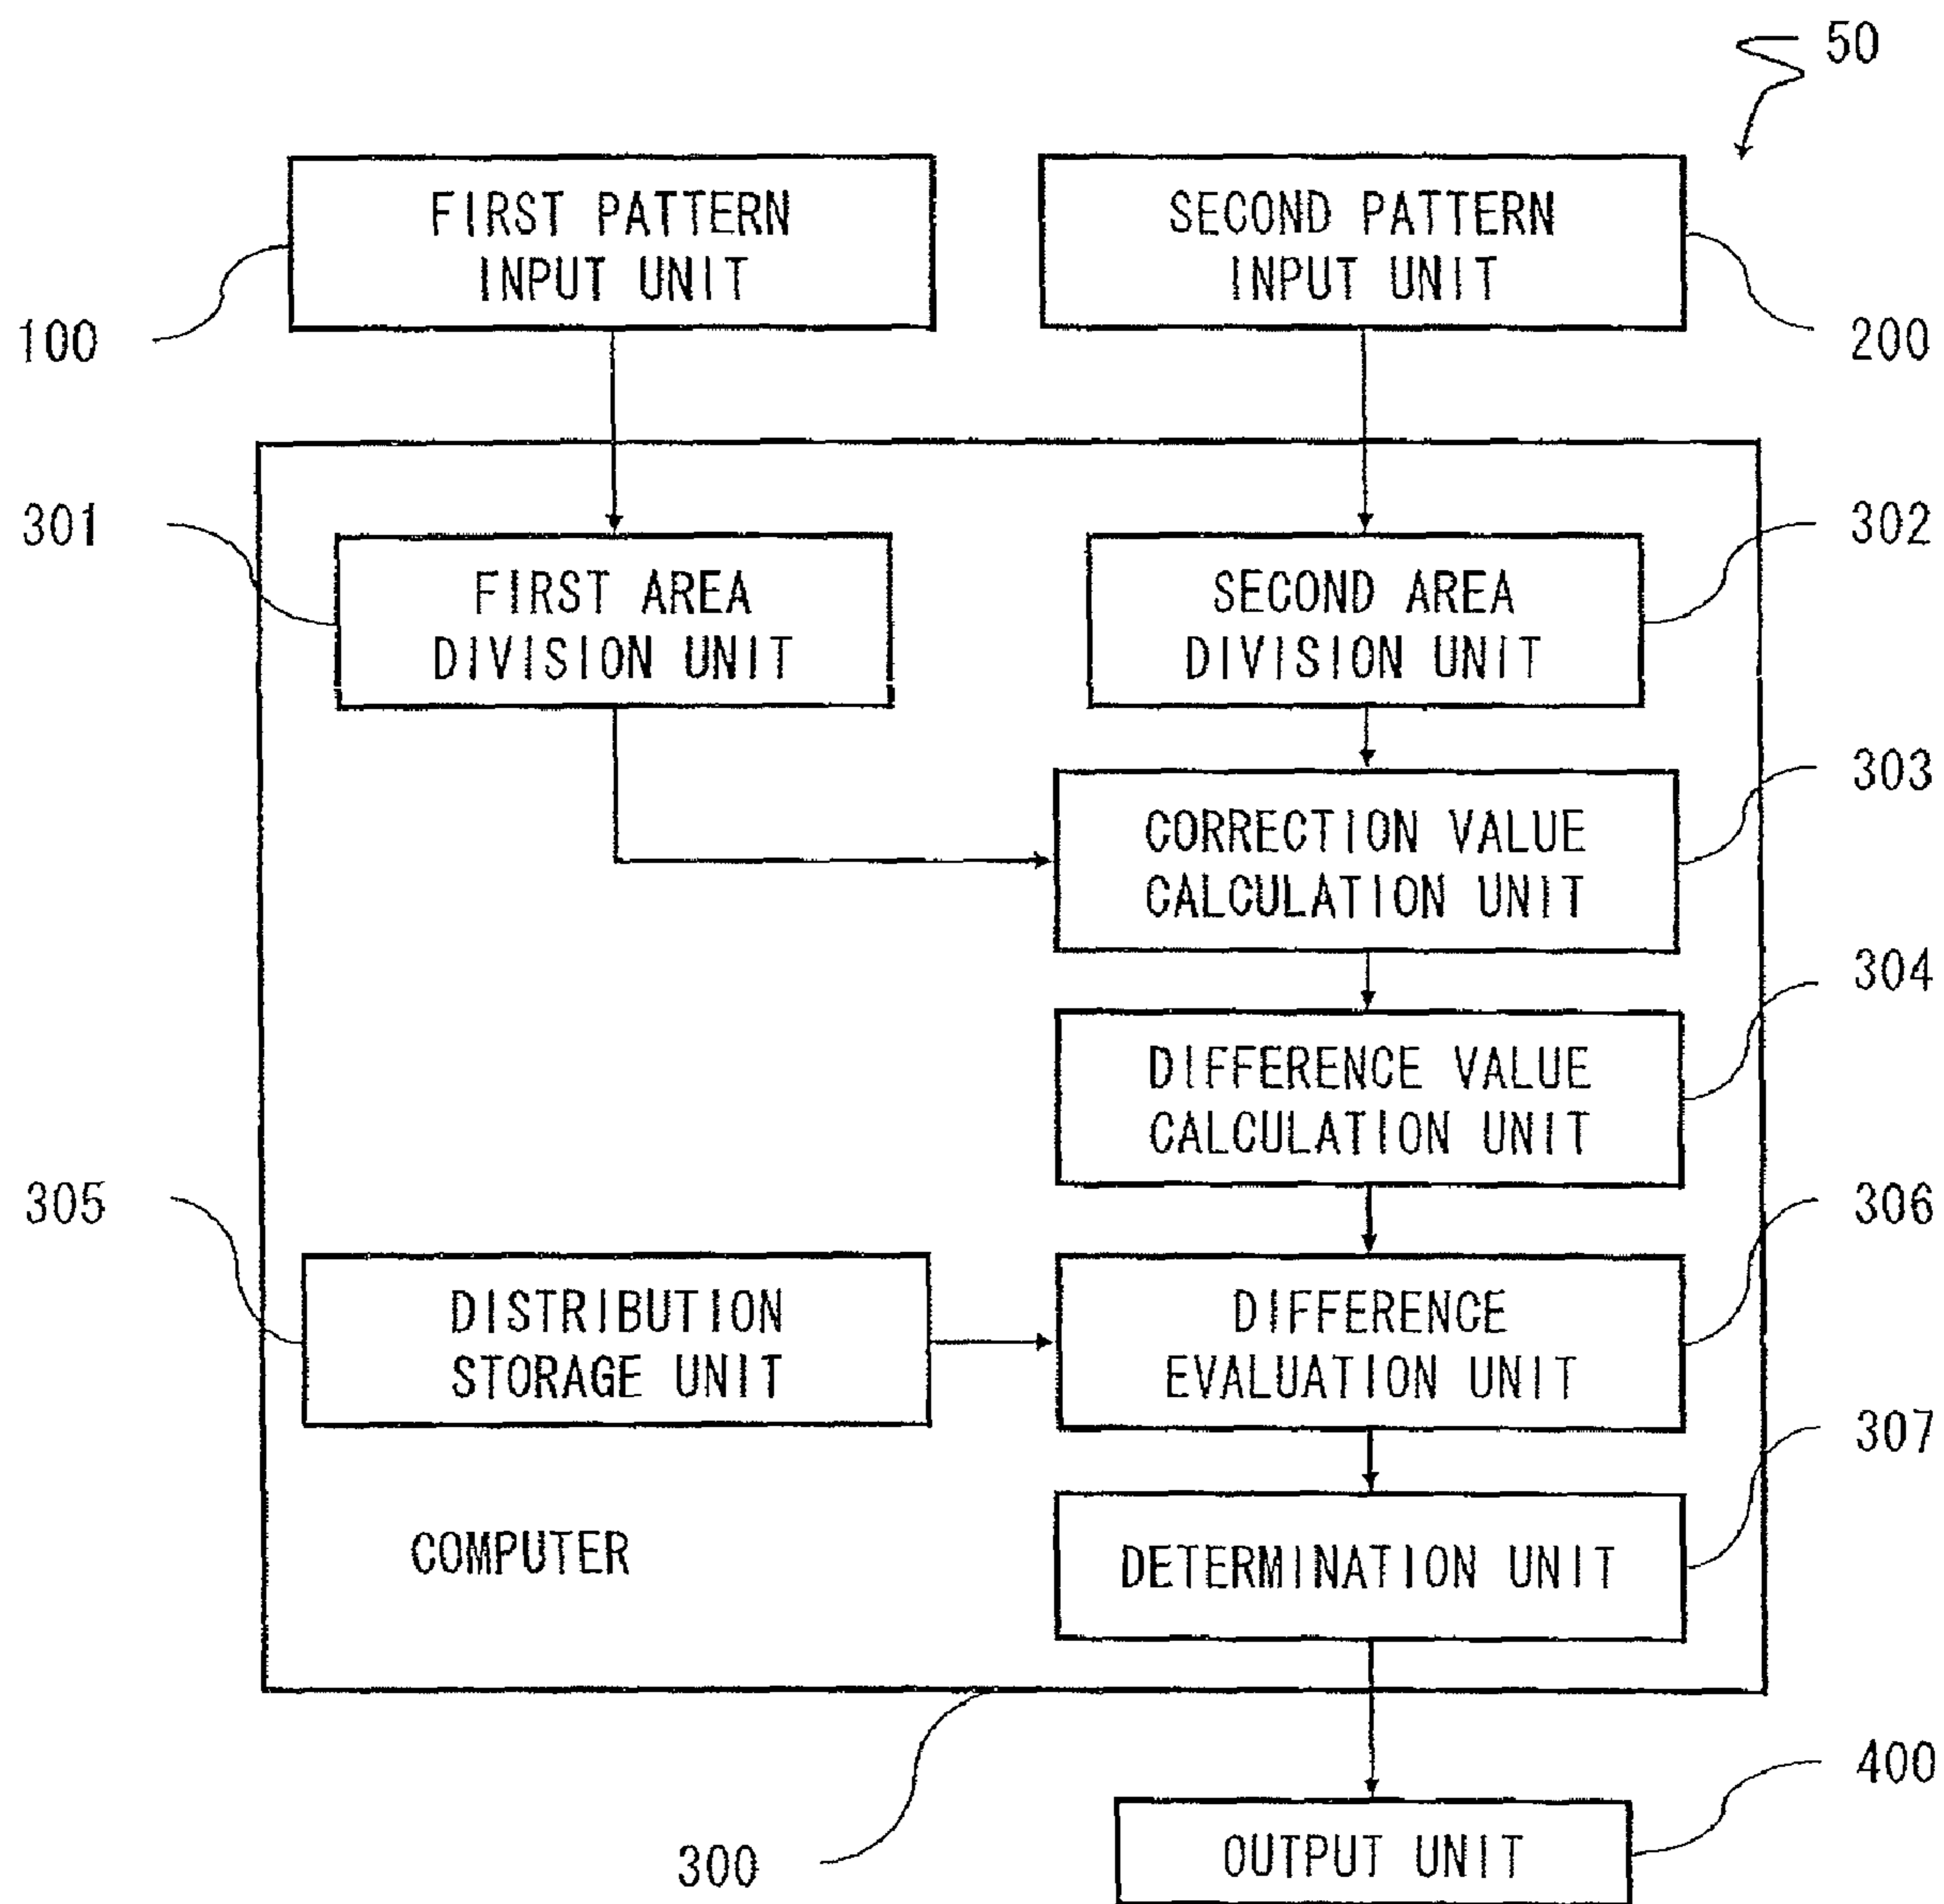 50
FIRST PATTERN
INPUT UNIT
SECOND PATTERN
INPUT UNIT
100
200
301
FIRST AREA
DIVISION UNIT
SECOND AREA
DIVISION UNIT
302
303
CORRECTION VALUE
CALCULATION UNIT
304
DIFFERENCE VALUE
CALCULATION UNIT
305
306
DISTRIBUTION
STORAGE UNIT
DIFFERENCE
EVALUATION UNIT
307
COMPUTER
DETERMINATION UNIT
400
300
OUTPUT UNIT